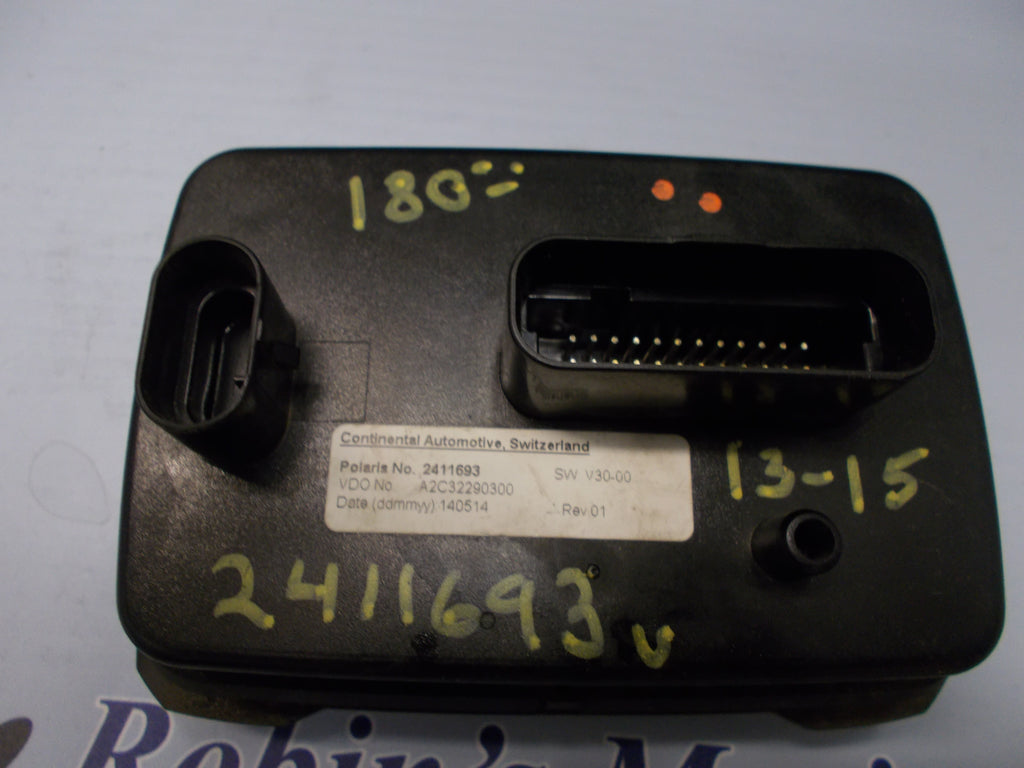 180=
Continental Automotive, Switzerland
Polaris No. 2411693 SW V30-00
VDO No. A2C32290300
Date (ddmmyy) 140514 Rev 01
13-15
2411693 U
Robin's